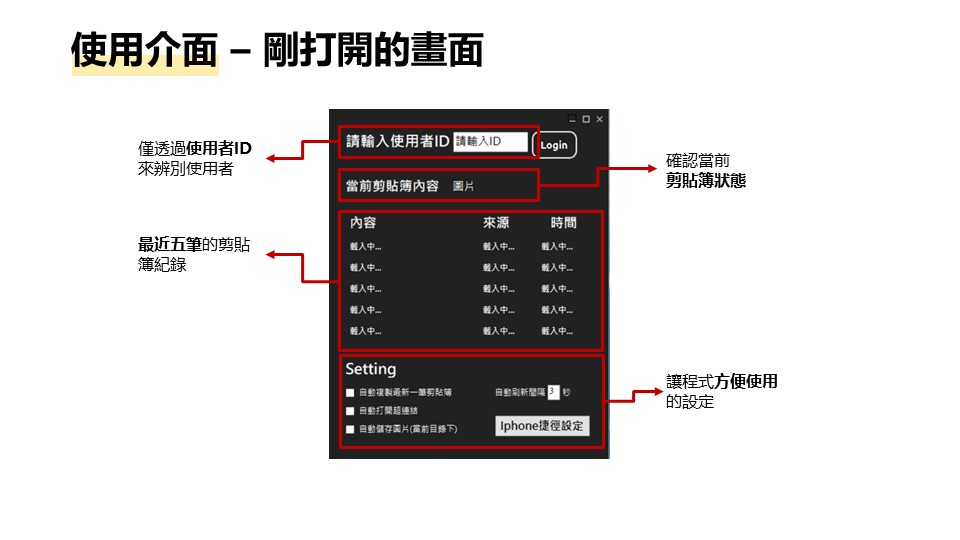 使用介面 – 剛打開的畫面
僅透過使用者ID
來辨別使用者
最近五筆的剪貼
簿紀錄
請輸入使用者ID 請輸入ID Login
當前剪貼簿內容 圖片
內容 來源 時間
載入中... 載入中... 載入中...
載入中... 載入中... 載入中...
載入中... 載入中... 載入中...
載入中... 載入中... 載入中...
載入中... 載入中... 載入中...
Setting
自動複製最新一筆剪貼簿 自動刷新間隔 3 秒
自動打開超連結
自動儲存圖片(當前目錄下) Iphone捷徑設定
確認當前
剪貼簿狀態
讓程式方便使用
的設定